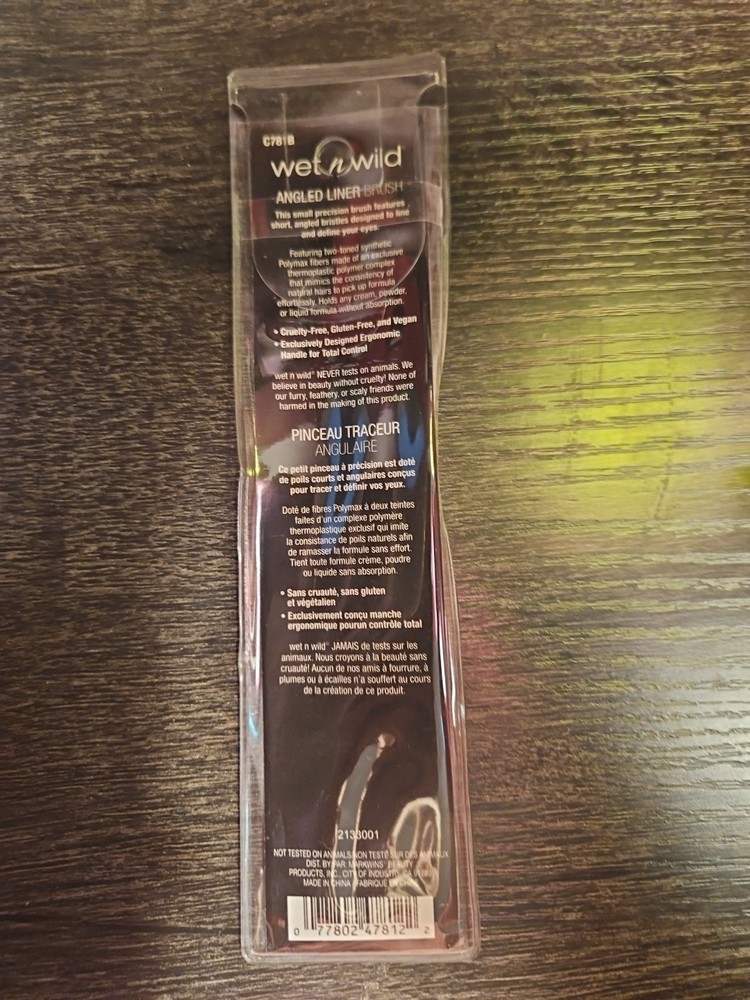 C781B
wet n wild®
ANGLED LINER BRUSH
This small precision brush features
short, angled bristles designed to line
and define your eyes.
Featuring two-toned synthetic
Polymax fibers made of an exclusive
thermoplastic polymer complex
that mimics the consistency of
natural hairs to pick up formula
effortlessly. Holds any cream, powder,
or liquid formula without absorption.
• Cruelty-Free, Gluten-Free, and Vegan
• Exclusively Designed Ergonomic
Handle for Total Control
wet n wild® NEVER tests on animals. We
believe in beauty without cruelty! None of
our furry, feathery, or scaly friends were
harmed in the making of this product.
PINCEAU TRACEUR
ANGULAIRE
Ce petit pinceau à précision est doté
de poils courts et angulaires conçus
pour tracer et définir vos yeux.
Doté de fibres Polymax à deux teintes
faites d'un complexe polymère
thermoplastique exclusif qui imite
la consistance de poils naturels afin
de ramasser la formule sans effort.
Tient toute formule crème, poudre
ou liquide sans absorption.
• Sans cruauté, sans gluten
et végétalien
• Exclusivement conçu manche
ergonomique pourun contrôle total
wet n wild® JAMAIS de tests sur les
animaux. Nous croyons à la beauté sans
cruauté! Aucun de nos amis à fourrure, à
plumes ou à écailles n'a souffert au cours
de la création de ce produit.
2133001
NOT TESTED ON ANIMALS/NON TESTÉ SUR DES ANIMAUX
DIST. BY/PAR: MARKWINS BEAUTY
PRODUCTS, INC., CITY OF INDUSTRY, CA
MADE IN CHINA / FABRIQUÉ EN
0 77802 47812 2